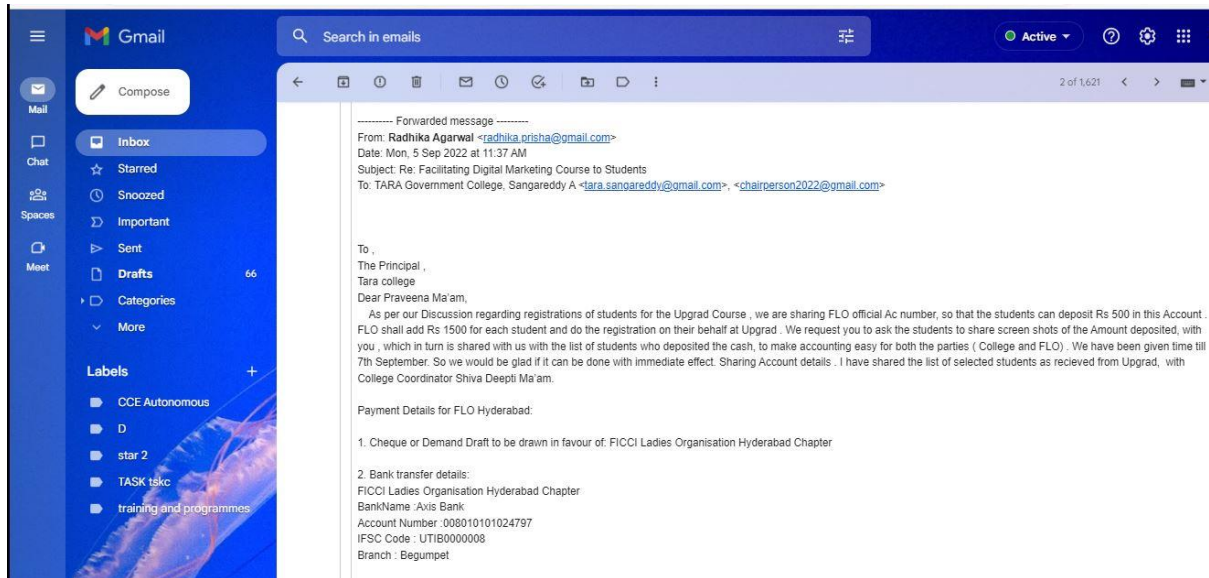 Gmail
Search in emails
Active
Compose
2 of 1,621
Mail
Chat
Spaces
Meet
Inbox
Starred
Snoozed
Important
Sent
Drafts 66
Categories
More
Labels +
CCE Autonomous
D
star 2
TASK tskc
training and programmes
---------- Forwarded message ---------
From: Radhika Agarwal <radhika.prisha@gmail.com>
Date: Mon, 5 Sep 2022 at 11:37 AM
Subject: Re: Facilitating Digital Marketing Course to Students
To: TARA Government College, Sangareddy A <tara.sangareddy@gmail.com>, <chairperson2022@gmail.com>
To ,
The Principal ,
Tara college
Dear Praveena Ma'am,
As per our Discussion regarding registrations of students for the Upgrad Course , we are sharing FLO official Ac number, so that the students can deposit Rs 500 in this Account .
FLO shall add Rs 1500 for each student and do the registration on their behalf at Upgrad . We request you to ask the students to share screen shots of the Amount deposited, with
you , which in turn is shared with us with the list of students who deposited the cash, to make accounting easy for both the parties ( College and FLO) . We have been given time till
7th September. So we would be glad if it can be done with immediate effect. Sharing Account details . I have shared the list of selected students as recieved from Upgrad, with
College Coordinator Shiva Deepti Ma'am.
Payment Details for FLO Hyderabad:
1. Cheque or Demand Draft to be drawn in favour of: FICCI Ladies Organisation Hyderabad Chapter
2. Bank transfer details:
FICCI Ladies Organisation Hyderabad Chapter
BankName :Axis Bank
Account Number :008010101024797
IFSC Code : UTIB0000008
Branch : Begumpet